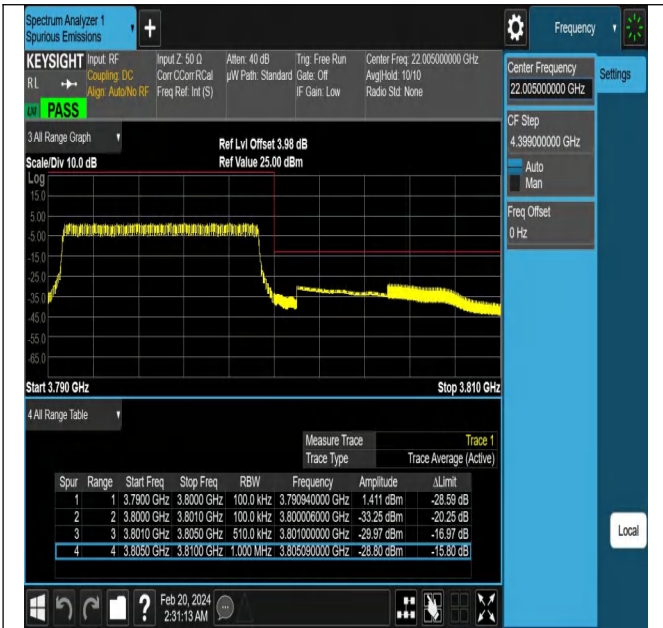 Spectrum Analyzer 1
Spurious Emissions
Frequency
KEYSIGHT
RL
PASS
Input: RF
Coupling: DC
Align: Auto/No RF
Input Z: 50 Ω
Corr CCorr RCal
Freq Ref: Int (S)
Atten: 40 dB
µW Path: Standard
Trig: Free Run
Gate: Off
IF Gain: Low
Center Freq: 22.005000000 GHz
Avg|Hold: 10/10
Radio Std: None
Center Frequency
22.005000000 GHz
Settings
CF Step
4.399000000 GHz
Auto
Man
Freq Offset
0 Hz
Local
3 All Range Graph
Scale/Div 10.0 dB
Ref Lvl Offset 3.98 dB
Ref Value 25.00 dBm
Log
15.0
5.00
-5.00
-15.0
-25.0
-35.0
-45.0
-55.0
-65.0
Start 3.790 GHz
Stop 3.810 GHz
4 All Range Table
Measure Trace Trace 1
Trace Type Trace Average (Active)
Spur Range Start Freq Stop Freq RBW Frequency Amplitude ΔLimit
1 1 3.7900 GHz 3.8000 GHz 100.0 kHz 3.790940000 GHz 1.411 dBm -28.59 dB
2 2 3.8000 GHz 3.8010 GHz 100.0 kHz 3.800006000 GHz -33.25 dBm -20.25 dB
3 3 3.8010 GHz 3.8050 GHz 510.0 kHz 3.801000000 GHz -29.97 dBm -16.97 dB
4 4 3.8050 GHz 3.8100 GHz 1.000 MHz 3.805090000 GHz -28.80 dBm -15.80 dB
Feb 20, 2024
2:31:13 AM